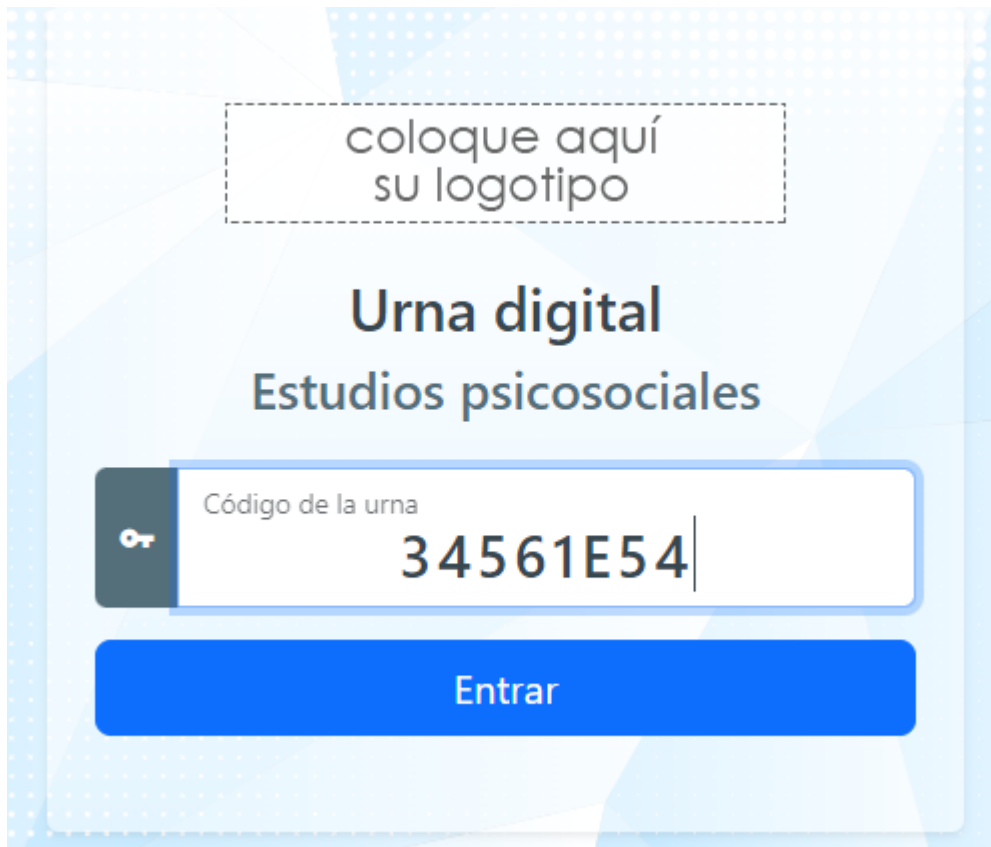 coloque aquí
su logotipo
Urna digital
Estudios psicosociales
Código de la urna
34561E54
Entrar